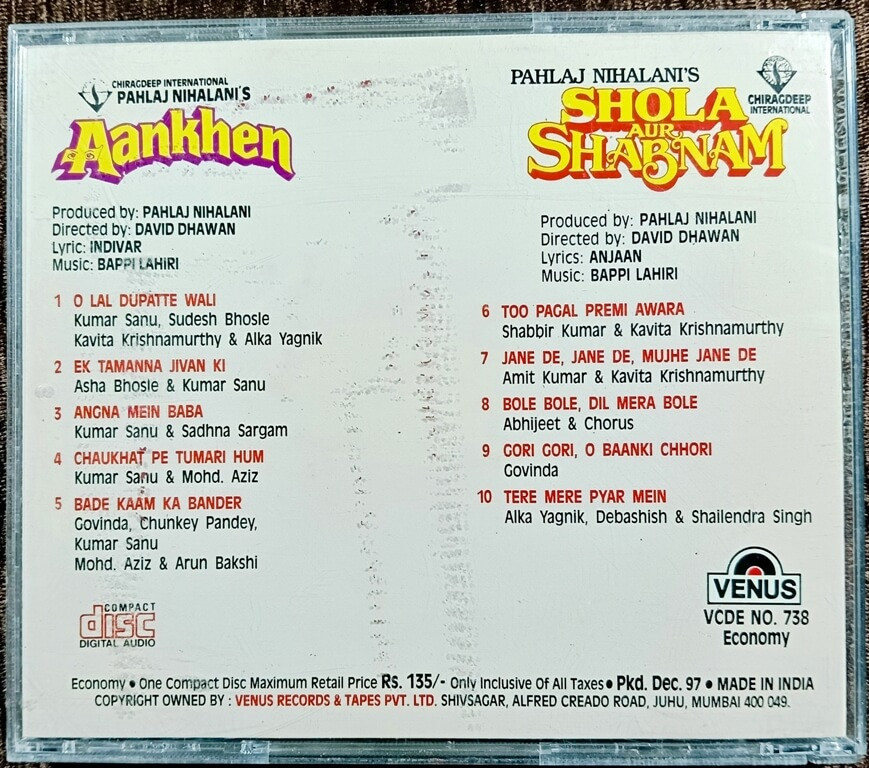 CHIRAGDEEP INTERNATIONAL
PAHLAJ NIHALANI'S
Aankhen
Produced by: PAHLAJ NIHALANI
Directed by: DAVID DHAWAN
Lyric: INDIVAR
Music: BAPPI LAHIRI
1 O LAL DUPATTE WALI
Kumar Sanu, Sudesh Bhosle
Kavita Krishnamurthy & Alka Yagnik
2 EK TAMANNA JIVAN KI
Asha Bhosle & Kumar Sanu
3 ANGNA MEIN BABA
Kumar Sanu & Sadhna Sargam
4 CHAUKHAT PE TUMARI HUM
Kumar Sanu & Mohd. Aziz
5 BADE KAAM KA BANDER
Govinda, Chunkey Pandey,
Kumar Sanu
Mohd. Aziz & Arun Bakshi
COMPACT
disc
DIGITAL AUDIO
PAHLAJ NIHALANI'S
SHOLA
AUR
SHABNAM
CHIRAGDEEP
INTERNATIONAL
Produced by: PAHLAJ NIHALANI
Directed by: DAVID DHAWAN
Lyrics: ANJAAN
Music: BAPPI LAHIRI
6 TOO PAGAL PREMI AWARA
Shabbir Kumar & Kavita Krishnamurthy
7 JANE DE, JANE DE, MUJHE JANE DE
Amit Kumar & Kavita Krishnamurthy
8 BOLE BOLE, DIL MERA BOLE
Abhijeet & Chorus
9 GORI GORI, O BAANKI CHHORI
Govinda
10 TERE MERE PYAR MEIN
Alka Yagnik, Debashish & Shailendra Singh
VENUS
VCDE NO. 738
Economy
Economy • One Compact Disc Maximum Retail Price Rs. 135/- Only Inclusive Of All Taxes • Pkd. Dec. 97 • MADE IN INDIA
COPYRIGHT OWNED BY : VENUS RECORDS & TAPES PVT. LTD. SHIVSAGAR, ALFRED CREADO ROAD, JUHU, MUMBAI 400 049.